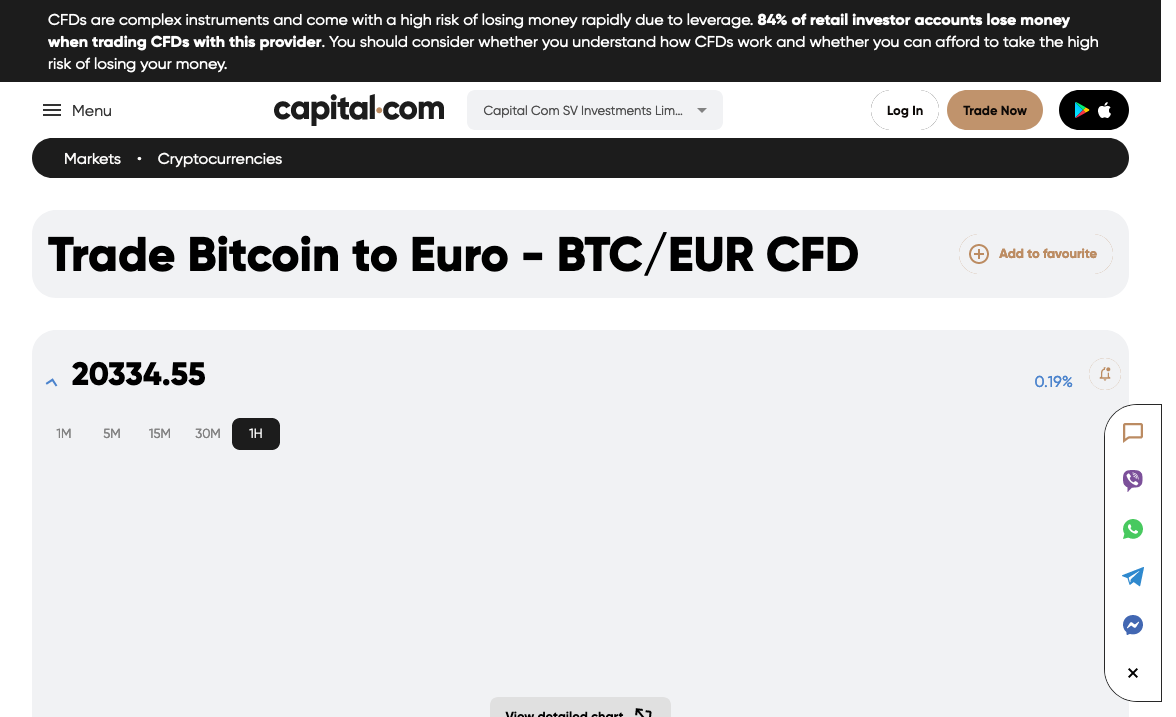 CFDs are complex instruments and come with a high risk of losing money rapidly due to leverage. 84% of retail investor accounts lose money
when trading CFDs with this provider. You should consider whether you understand how CFDs work and whether you can afford to take the high
risk of losing your money.
Menu
capital.com
Capital Com SV Investments Lim...
Log In
Trade Now
Markets • Cryptocurrencies
Trade Bitcoin to Euro - BTC/EUR CFD
Add to favourite
20334.55
0.19%
1M 5M 15M 30M 1H
View detailed chart